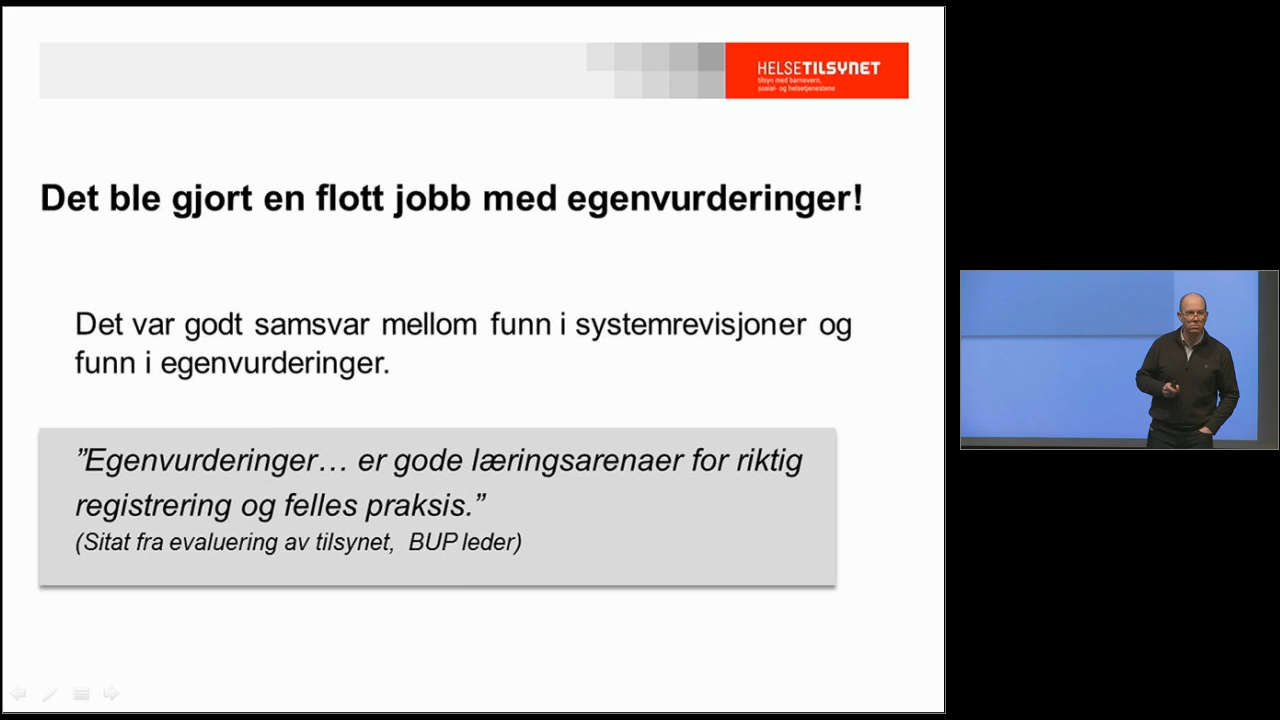 HELSETILSYNET
tilsyn med barnevern,
sosial- og helsetjenestene
Det ble gjort en flott jobb med egenvurderinger!
Det var godt samsvar mellom funn i systemrevisjoner og
funn i egenvurderinger.
”Egenvurderinger… er gode læringsarenaer for riktig
registrering og felles praksis.”
(Sitat fra evaluering av tilsynet, BUP leder)